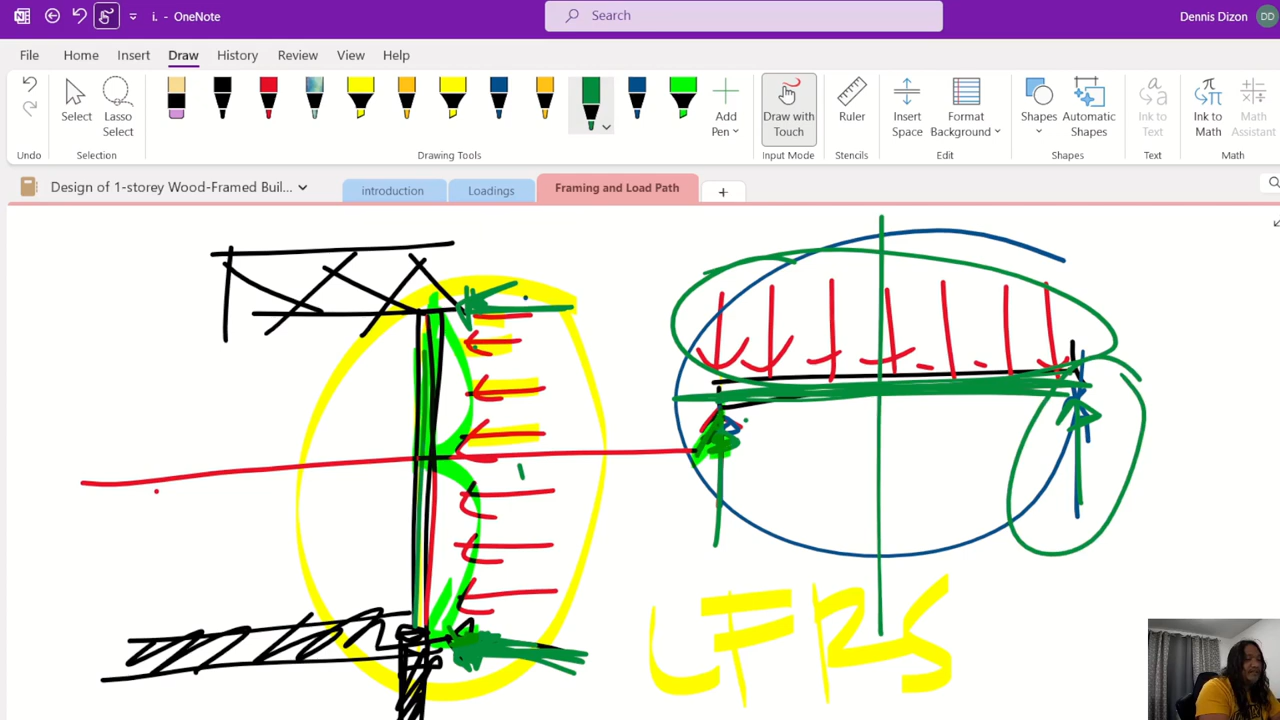 i. - OneNote
Search
Dennis Dizon
DD
File
Home
Insert
Draw
History
Review
View
Help
Select
Lasso
Select
Add
Pen
Draw with
Touch
Ruler
Insert
Space
Format
Background
Shapes
Automatic
Shapes
Ink to
Text
Ink to
Math
Math
Assistant
Undo
Selection
Drawing Tools
Input Mode
Stencils
Edit
Shapes
Text
Math
Design of 1-storey Wood-Framed Buil...
introduction
Loadings
Framing and Load Path
LFRS